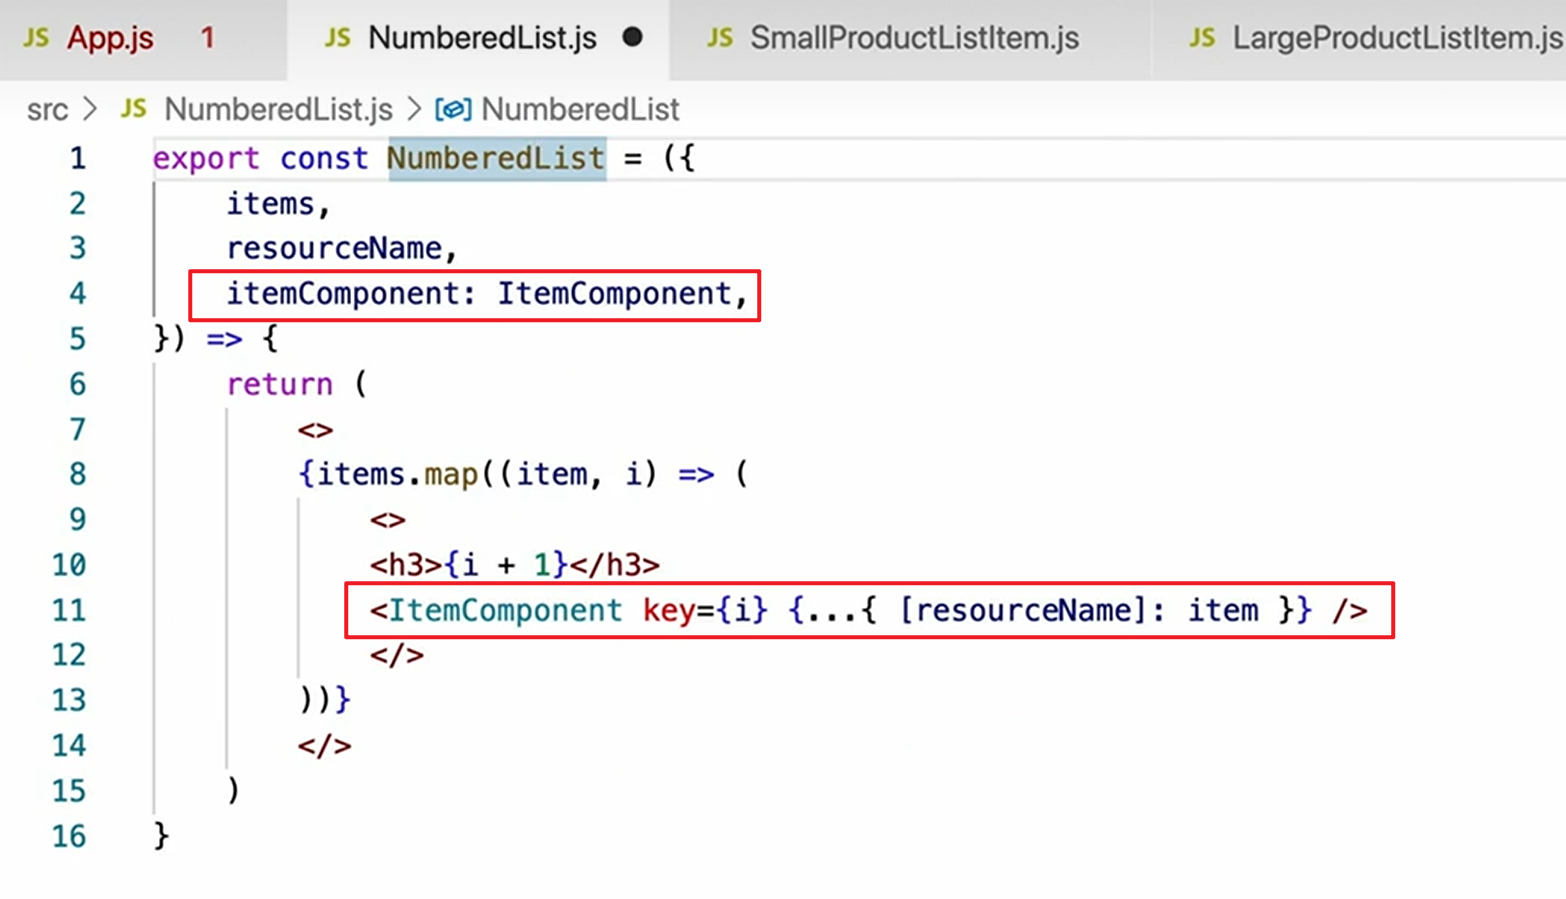 JS App.js 1 JS NumberedList.js ● JS SmallProductListItem.js JS LargeProductListItem.js
src > JS NumberedList.js > NumberedList
1 export const NumberedList = ({
2 items,
3 resourceName,
4 itemComponent: ItemComponent,
5 }) => {
6 return (
7 <>
8 {items.map((item, i) => (
9 <>
10 <h3>{i + 1}</h3>
11 <ItemComponent key={i} {...{ [resourceName]: item }} />
12 </>
13 ))}
14 </>
15 )
16 }